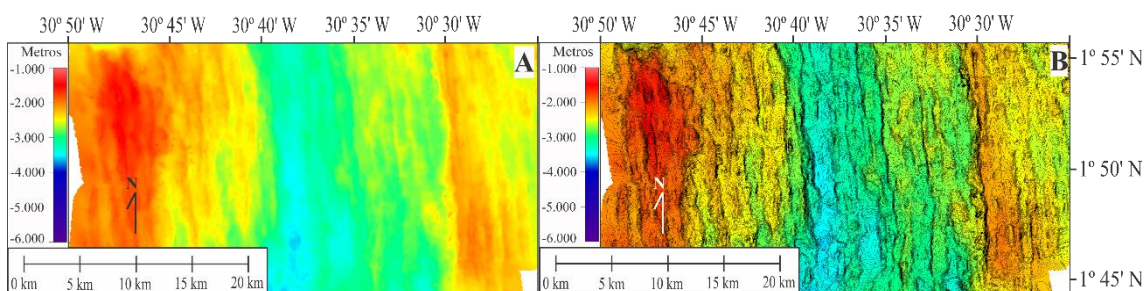 30º 50' W 30º 45' W 30º 40' W 30º 35' W 30º 30' W 30º 50' W 30º 45' W 30º 40' W 30º 35' W 30º 30' W
Metros A Metros B 1º 55' N
-1.000 -1.000
-2.000 -2.000
-3.000 -3.000
-4.000 -4.000 1º 50' N
N N
-5.000 -5.000
-6.000 -6.000
0 km 5 km 10 km 15 km 20 km 0 km 5 km 10 km 15 km 20 km 1º 45' N